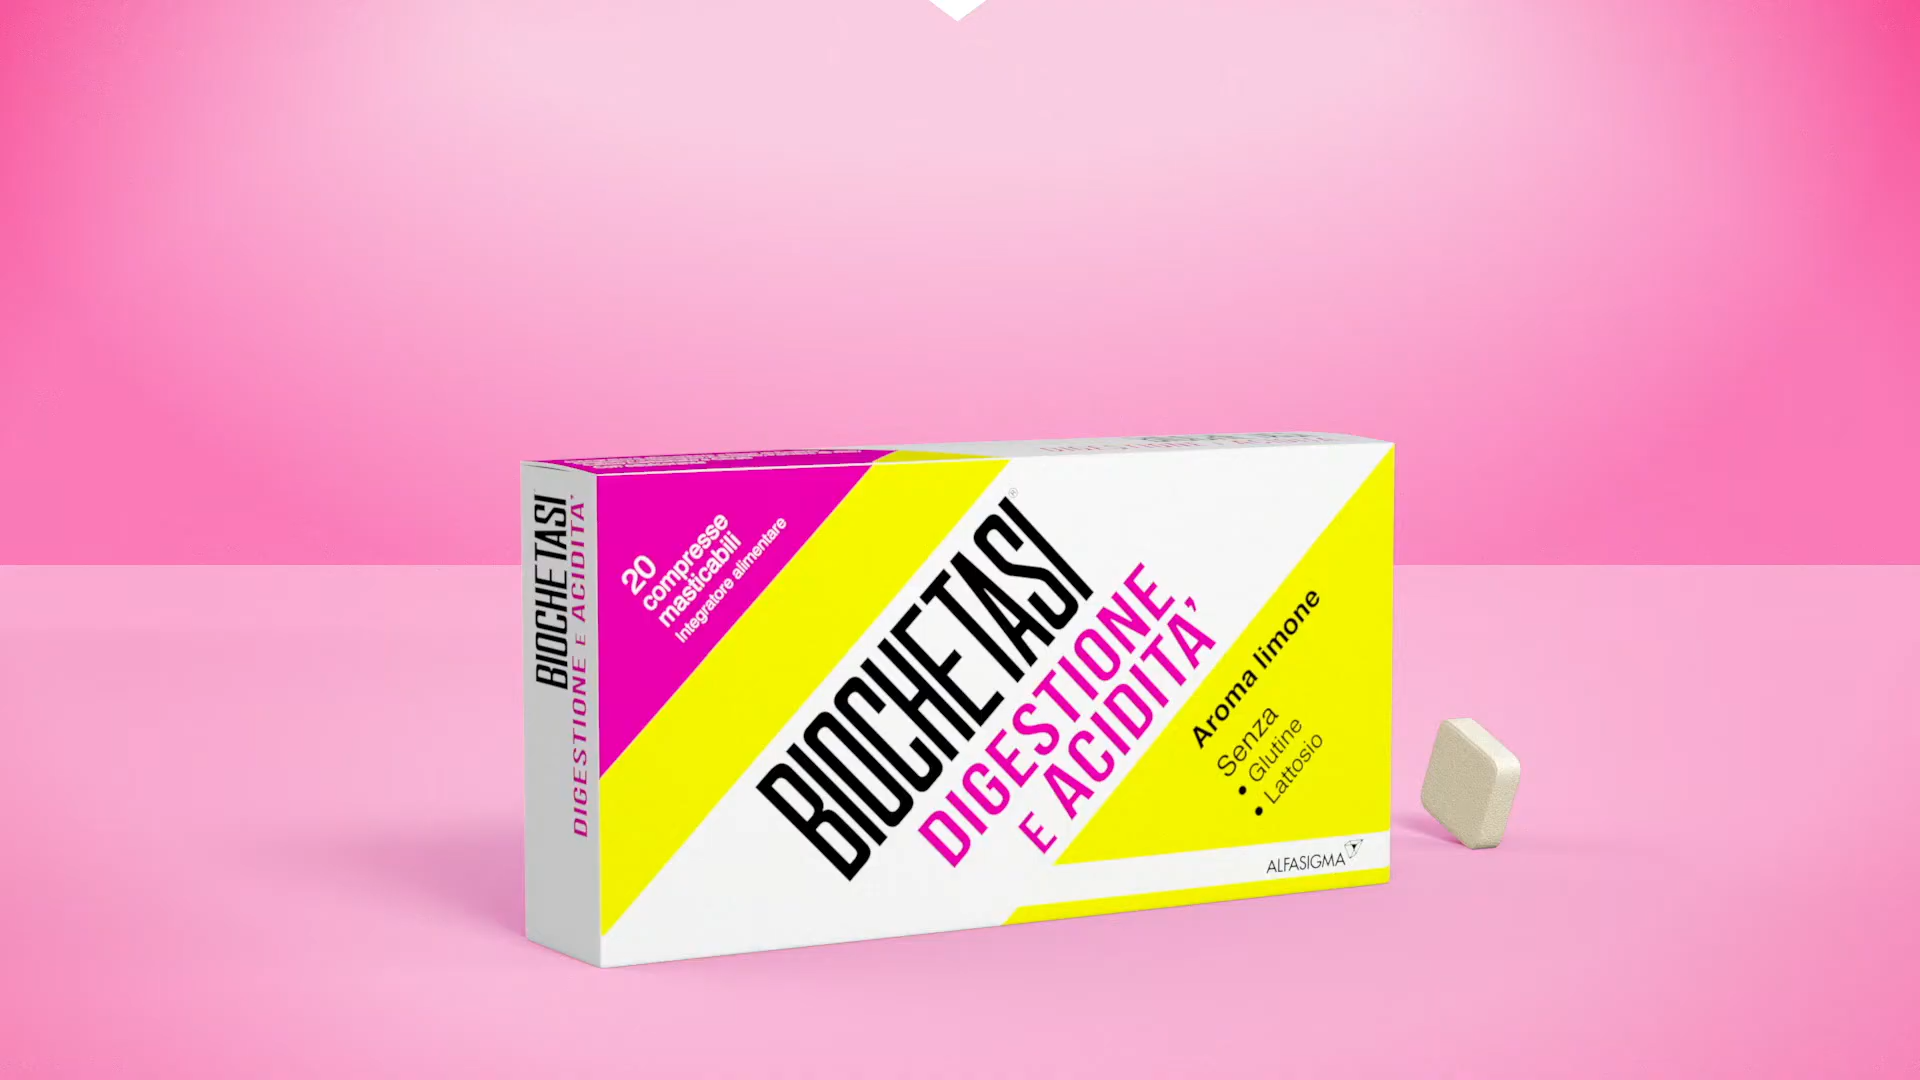 BIOCHETASI
DIGESTIONE E ACIDITA'
20
compresse
masticabili
Integratore alimentare
BIOCHETASI®
DIGESTIONE
E ACIDITA'
Aroma limone
Senza
• Glutine
• Lattosio
ALFASIGMA